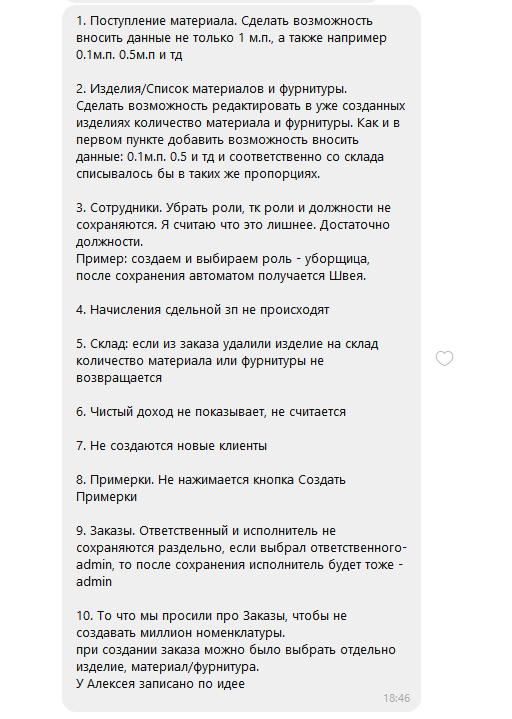 1. Поступление материала. Сделать возможность
вносить данные не только 1 м.п., а также например
0.1м.п. 0.5м.п и тд
2. Изделия/Список материалов и фурнитуры.
Сделать возможность редактировать в уже созданных
изделиях количество материала и фурнитуры. Как и в
первом пункте добавить возможность вносить
данные: 0.1м.п. 0.5 и тд и соответственно со склада
списывалось бы в таких же пропорциях.
3. Сотрудники. Убрать роли, тк роли и должности не
сохраняются. Я считаю что это лишнее. Достаточно
должности.
Пример: создаем и выбираем роль - уборщица,
после сохранения автоматом получается Швея.
4. Начисления сдельной зп не происходят
5. Склад: если из заказа удалили изделие на склад
количество материала или фурнитуры не
возвращается
6. Чистый доход не показывает, не считается
7. Не создаются новые клиенты
8. Примерки. Не нажимается кнопка Создать
Примерки
9. Заказы. Ответственный и исполнитель не
сохраняются раздельно, если выбрал ответственного-
admin, то после сохранения исполнитель будет тоже -
admin
10. То что мы просили про Заказы, чтобы не
создавать миллион номенклатуры.
при создании заказа можно было выбрать отдельно
изделие, материал/фурнитура.
У Алексея записано по идее
18:46